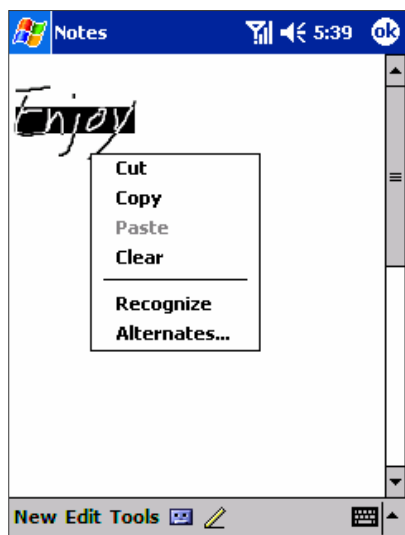 Notes 5:39 ok
Enjoy
Cut
Copy
Paste
Clear
Recognize
Alternates...
New Edit Tools